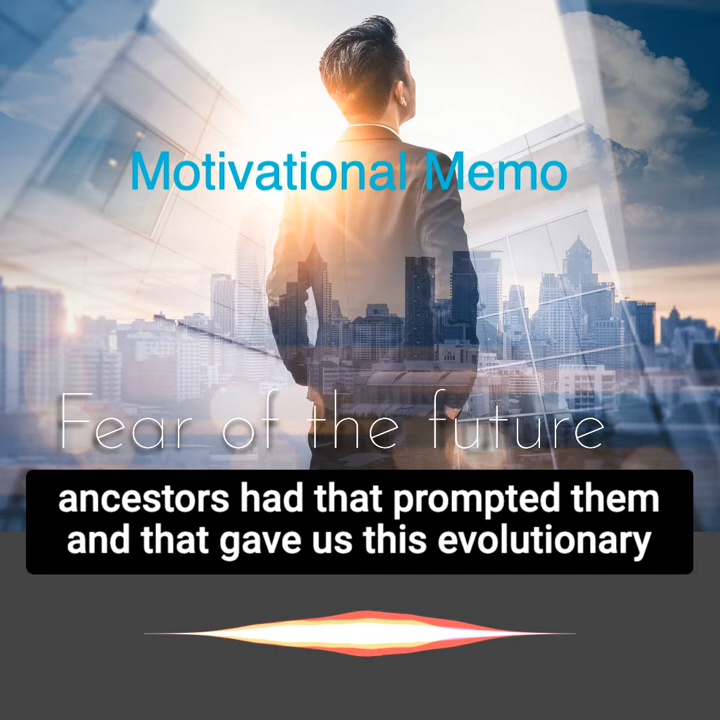 Motivational Memo
Fear of the future
ancestors had that prompted them
and that gave us this evolutionary